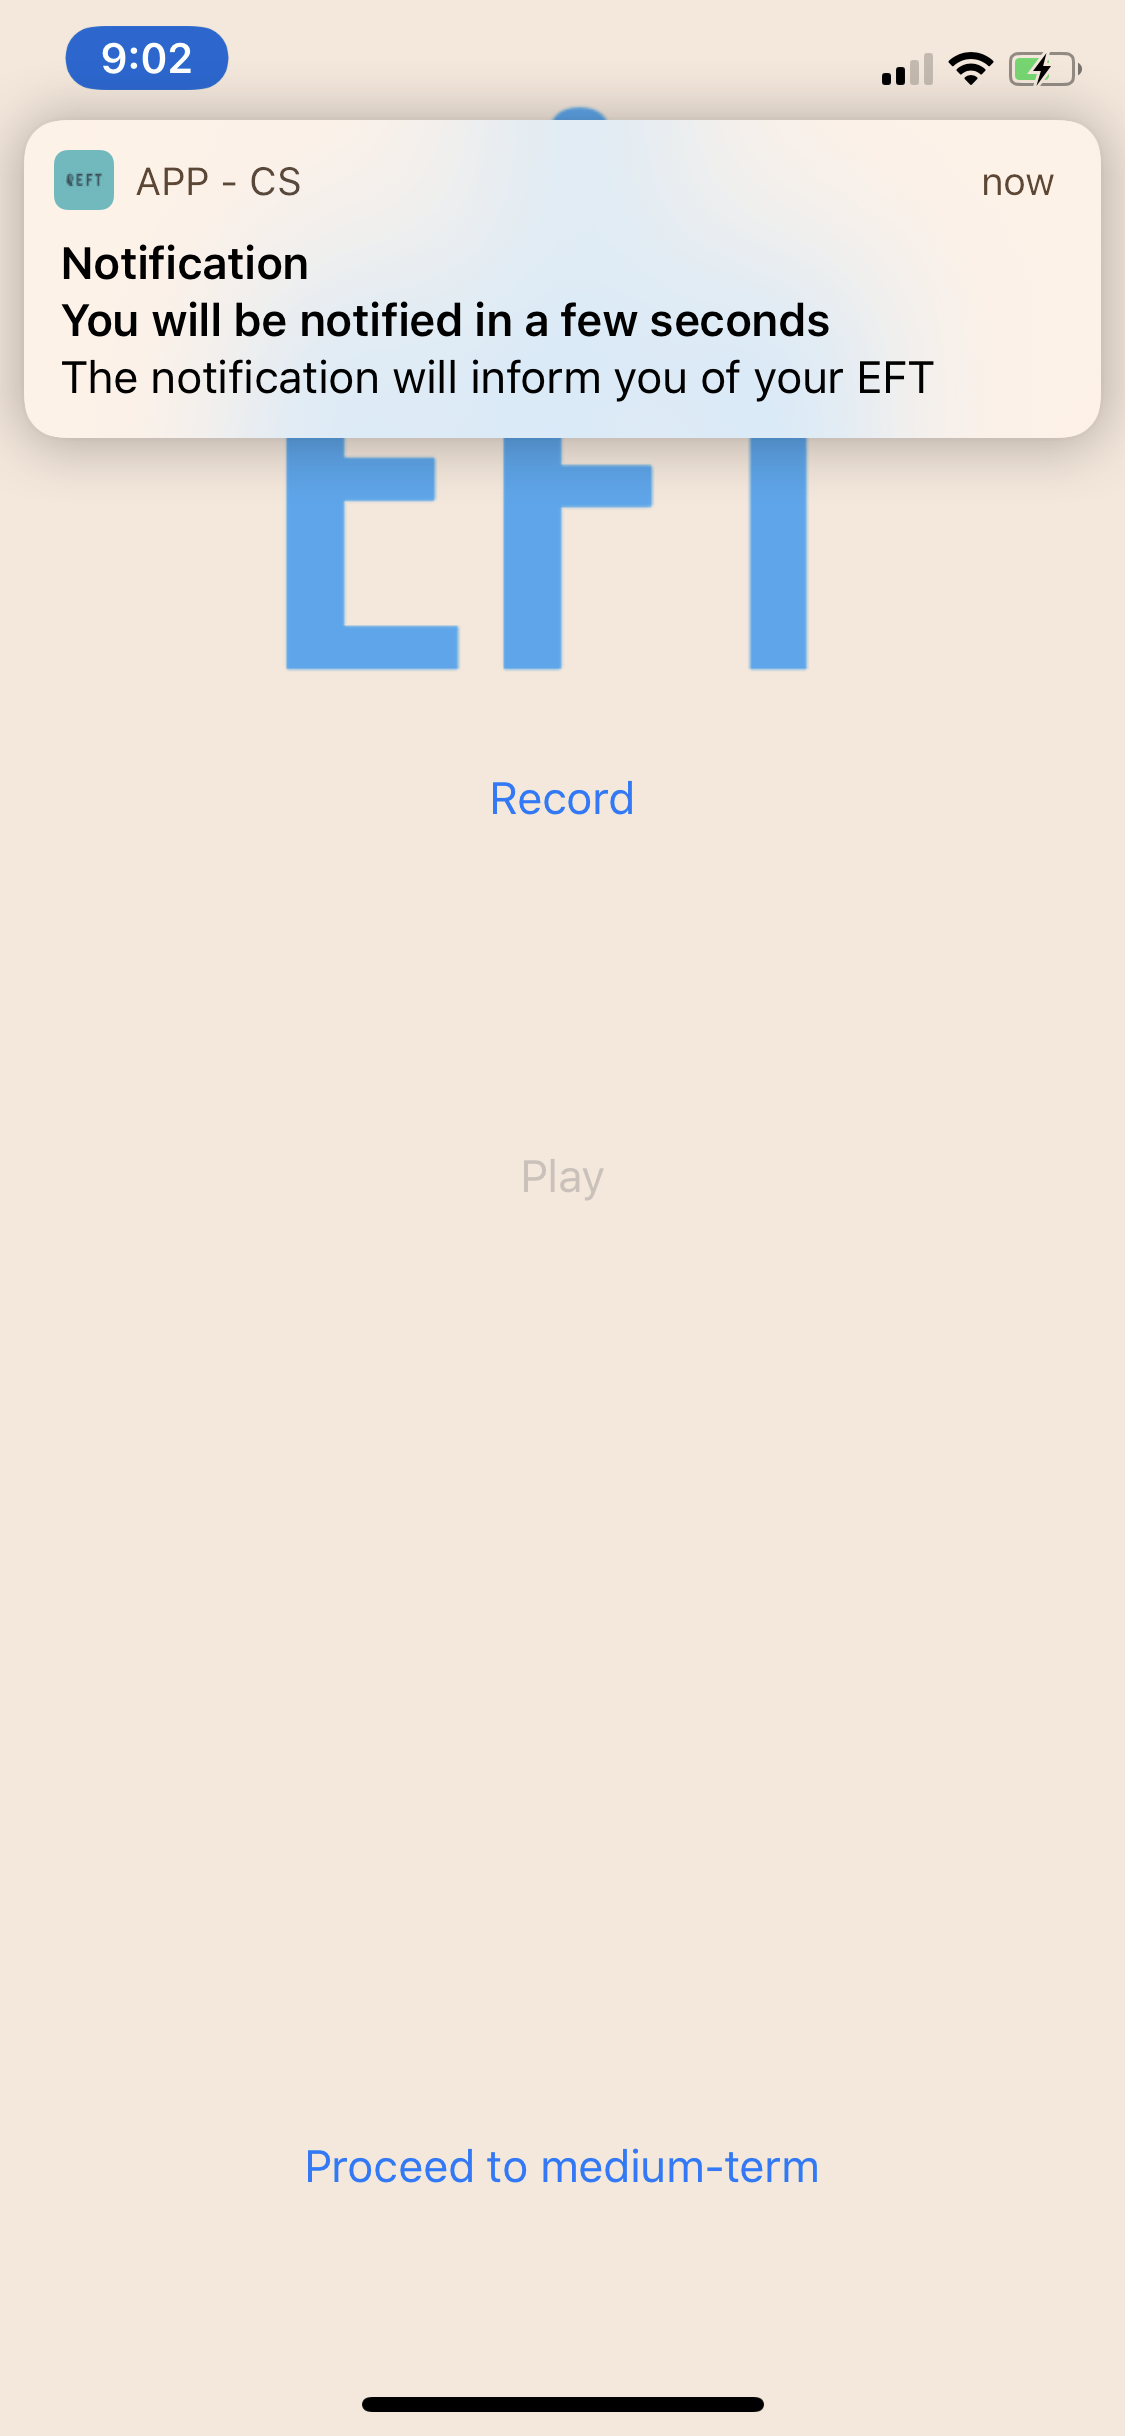 9:02
APP - CS
now
Notification
You will be notified in a few seconds
The notification will inform you of your EFT
EFT
Record
Play
Proceed to medium-term